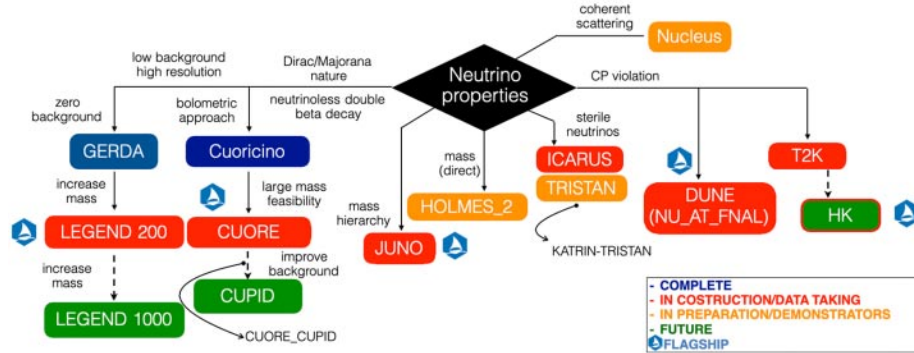 coherent
scattering
Nucleus
low background
high resolution
Dirac/Majorana
nature
Neutrino
properties
CP violation
zero
background
bolometric
approach
neutrinoless double
beta decay
sterile
neutrinos
GERDA
Cuoricino
mass
(direct)
ICARUS
T2K
increase
mass
large mass
feasibility
TRISTAN
DUNE
(NU_AT_FNAL)
HOLMES_2
mass
hierarchy
LEGEND 200
CUORE
JUNO
HK
KATRIN-TRISTAN
increase
mass
improve
background
CUPID
LEGEND 1000
CUORE_CUPID
- COMPLETE
- IN COSTRUCTION/DATA TAKING
- IN PREPARATION/DEMONSTRATORS
- FUTURE
FLAGSHIP